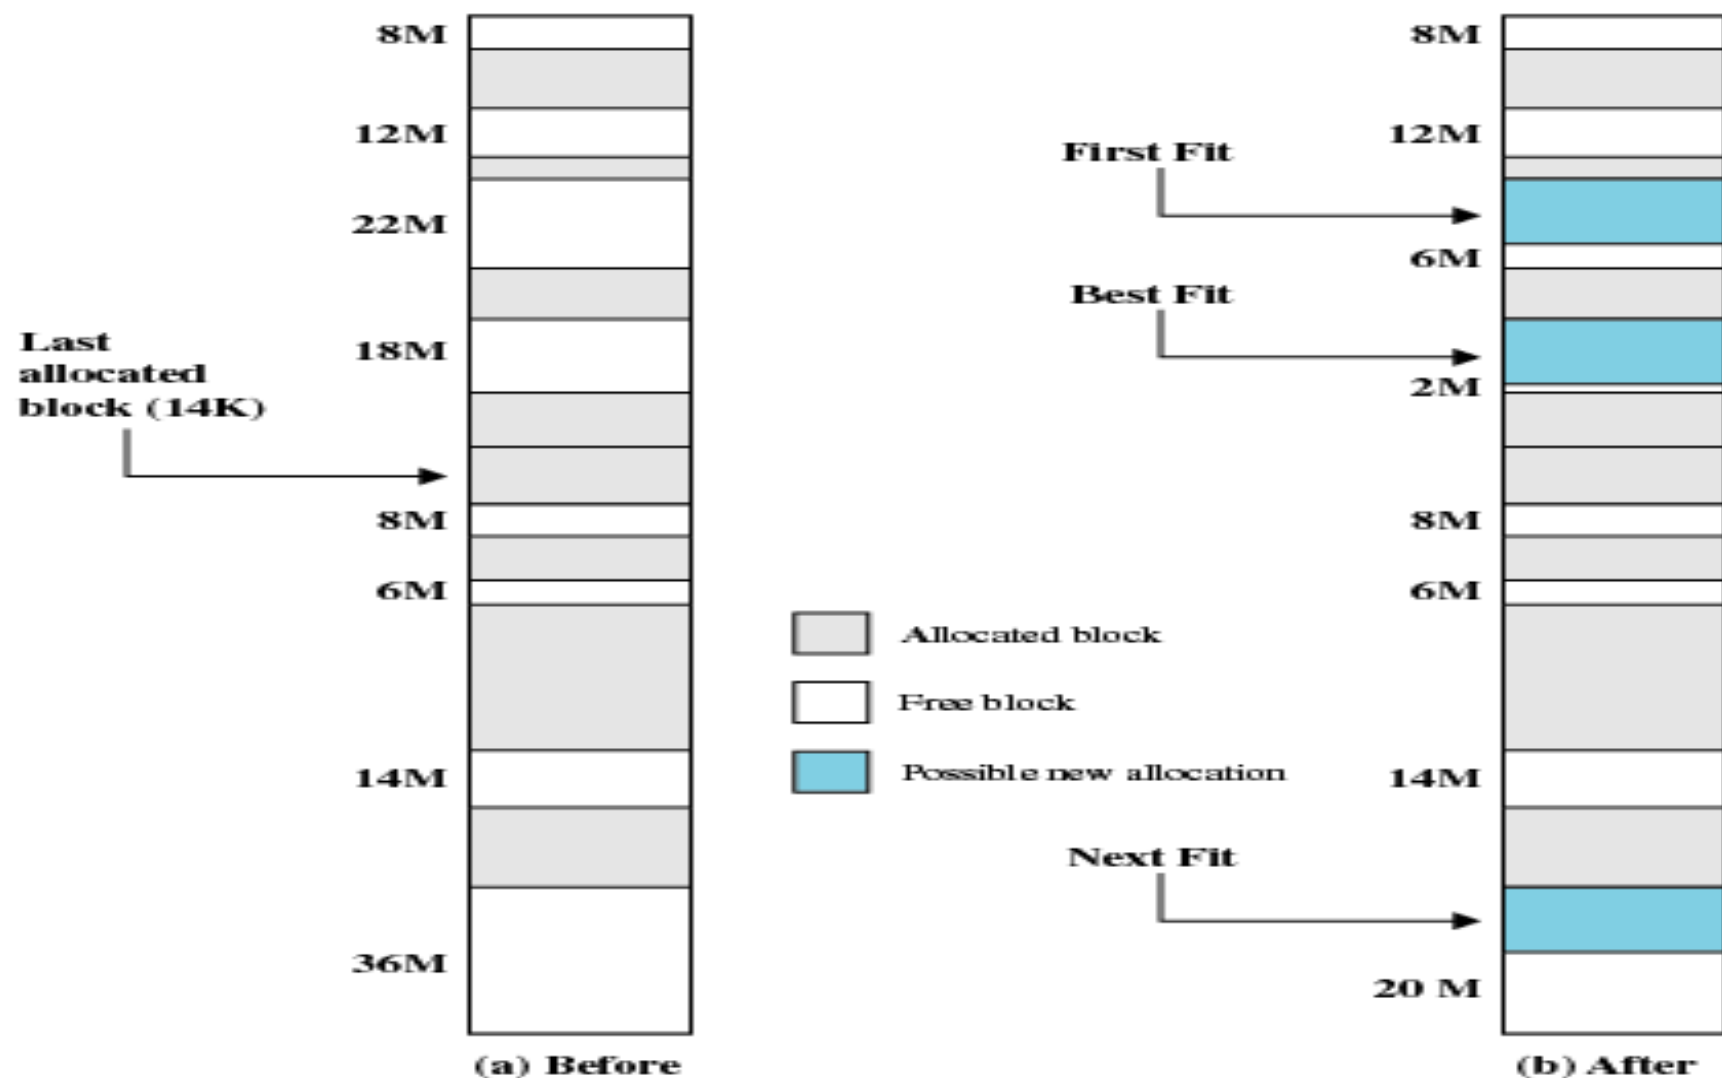 8M
12M
22M
18M
Last
allocated
block (14K)
8M
6M
14M
36M
(a) Before
Allocated block
Free block
Possible new allocation
8M
12M
First Fit
6M
Best Fit
2M
8M
6M
14M
Next Fit
20 M
(b) After